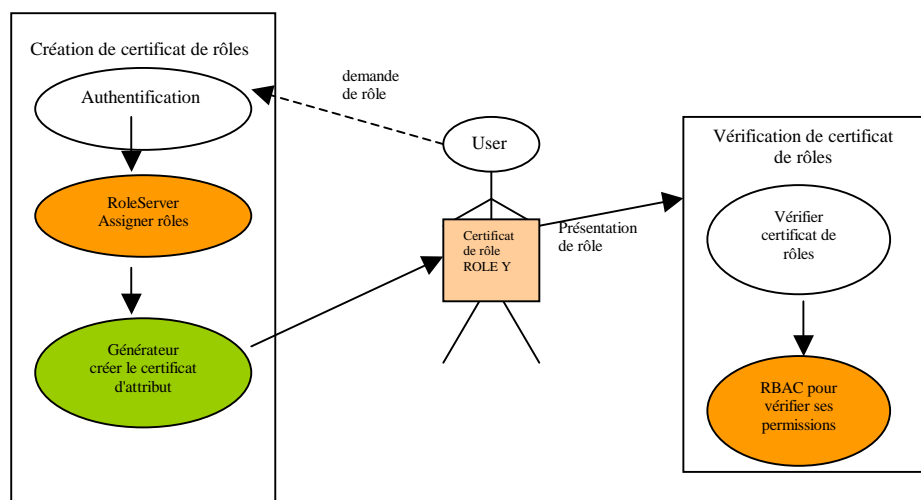 Création de certificat de rôles
Authentification
RoleServer
Assigner rôles
Générateur
créer le certificat
d'attribut
demande
de rôle
User
Certificat
de rôle
ROLE Y
Présentation
de rôle
Vérification de certificat
de rôles
Vérifier
certificat de
rôles
RBAC pour
vérifier ses
permissions